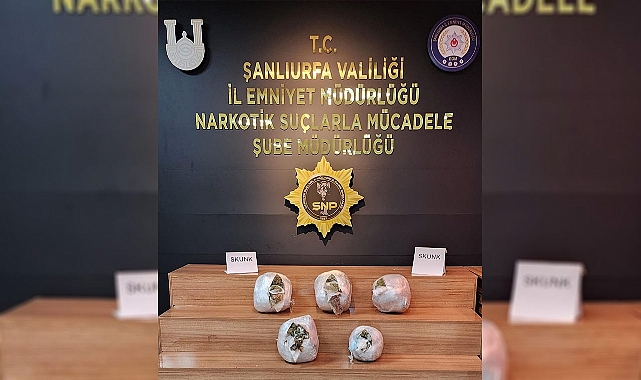 T.C.
ŞANLIURFA VALİLİĞİ
İL EMNİYET MÜDÜRLÜĞÜ
NARKOTİK SUÇLARLA MÜCADELE
ŞUBE MÜDÜRLÜĞÜ
SNP
SKUNK
SKUNK